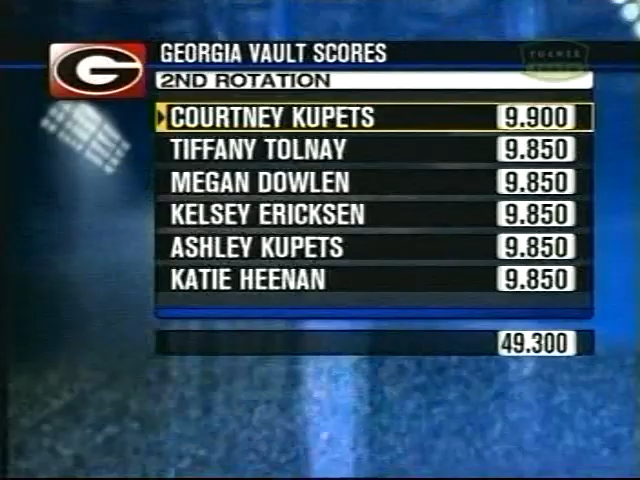 GEORGIA VAULT SCORES
2ND ROTATION
COURTNEY KUPETS 9.900
TIFFANY TOLNAY 9.850
MEGAN DOWLEN 9.850
KELSEY ERICKSEN 9.850
ASHLEY KUPETS 9.850
KATIE HEENAN 9.850
49.300
G